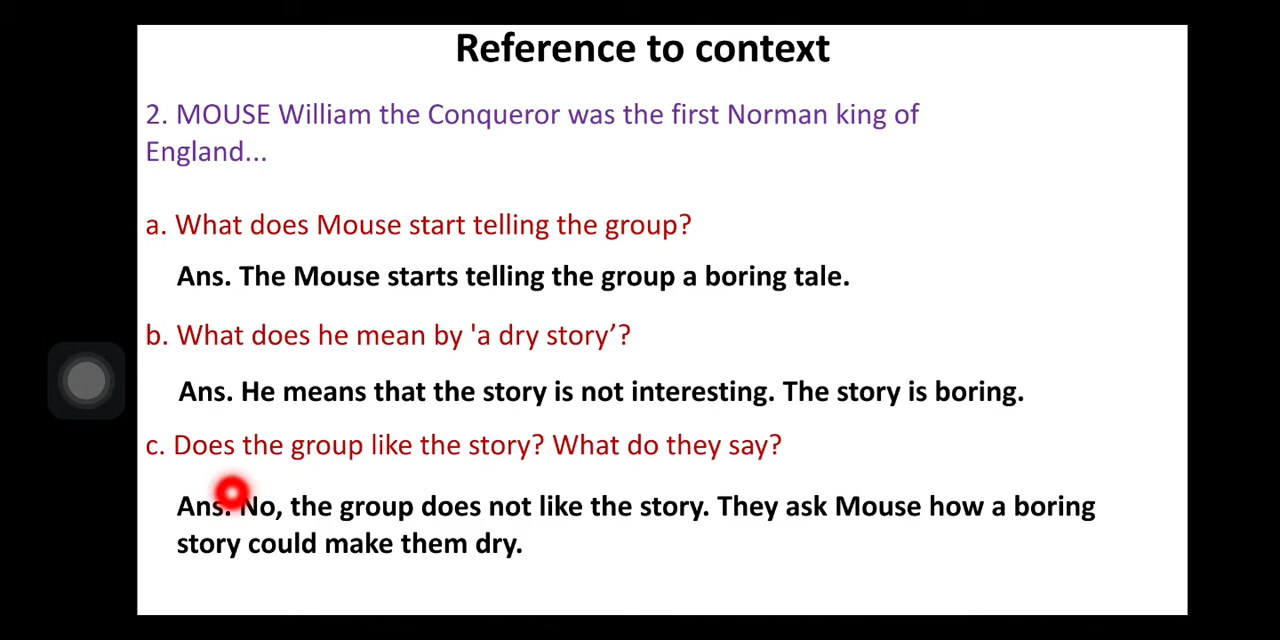 Reference to context
2. MOUSE William the Conqueror was the first Norman king of
England...
a. What does Mouse start telling the group?
Ans. The Mouse starts telling the group a boring tale.
b. What does he mean by 'a dry story’?
Ans. He means that the story is not interesting. The story is boring.
c. Does the group like the story? What do they say?
Ans. No, the group does not like the story. They ask Mouse how a boring
story could make them dry.